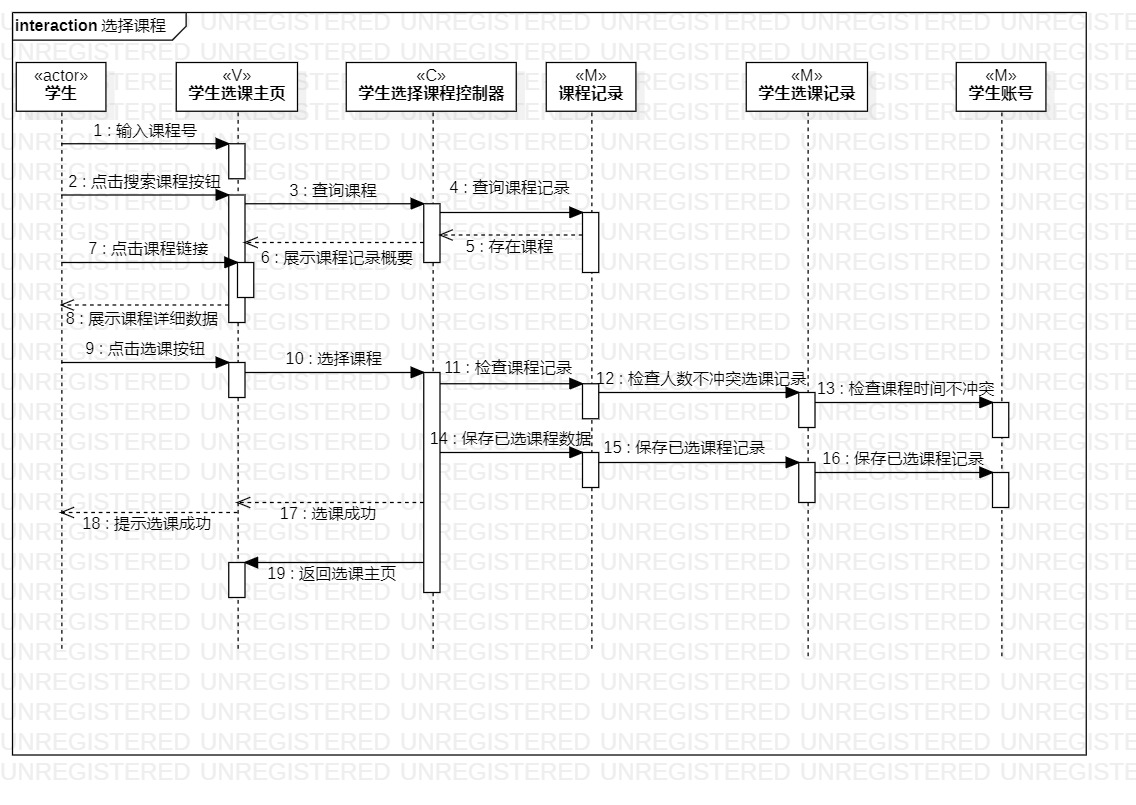 interaction 选择课程
«actor»
学生
«V»
学生选课主页
«C»
学生选择课程控制器
«M»
课程记录
«M»
学生选课记录
«M»
学生账号
1 : 输入课程号
2 : 点击搜索课程按钮
3 : 查询课程
4 : 查询课程记录
5 : 存在课程
6 : 展示课程记录概要
7 : 点击课程链接
8 : 展示课程详细数据
9 : 点击选课按钮
10 : 选择课程
11 : 检查课程记录
12 : 检查人数不冲突选课记录
13 : 检查课程时间不冲突
14 : 保存已选课程数据
15 : 保存已选课程记录
16 : 保存已选课程记录
17 : 选课成功
18 : 提示选课成功
19 : 返回选课主页
UNREGISTERED